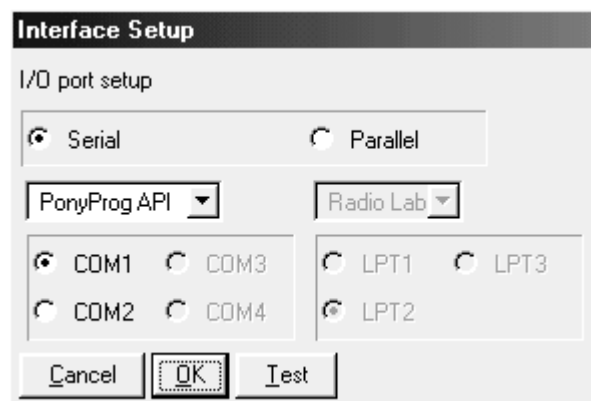 Interface Setup
I/O port setup
Serial Parallel
PonyProg API Radio Lab
COM1 COM3 LPT1 LPT3
COM2 COM4 LPT2
Cancel OK Test